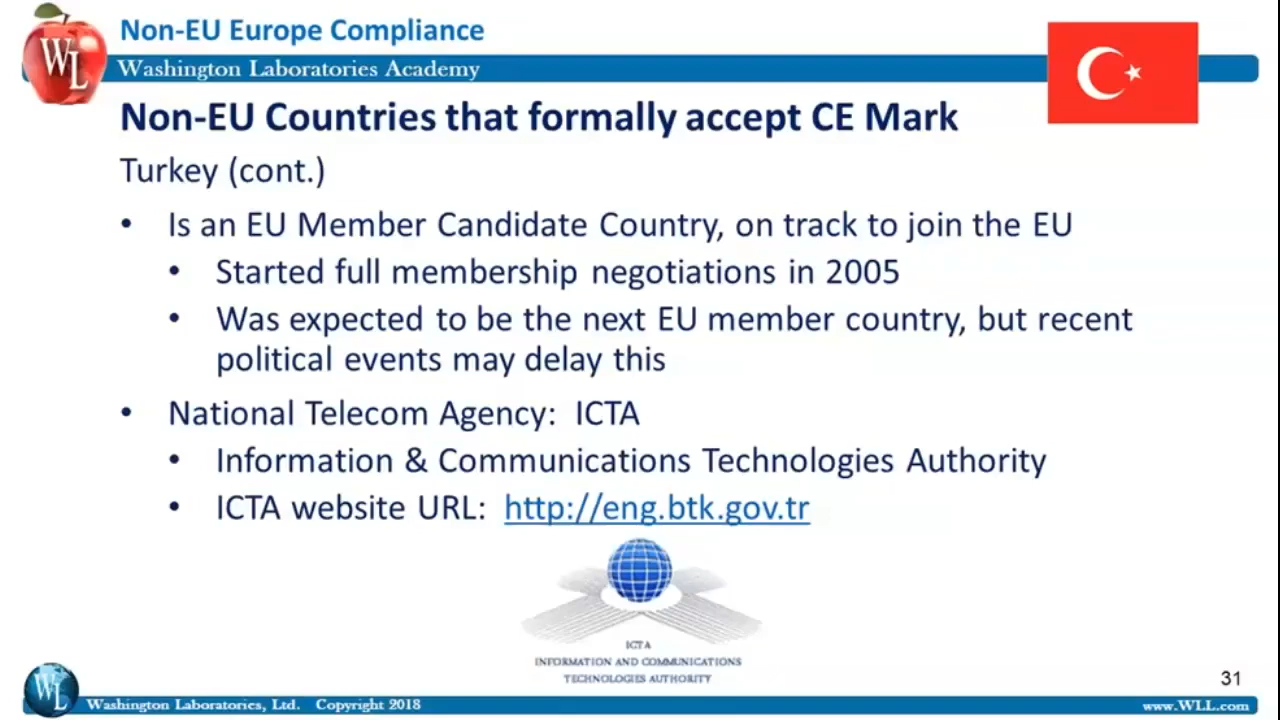 Non-EU Europe Compliance
WL
Washington Laboratories Academy
Non-EU Countries that formally accept CE Mark
Turkey (cont.)
• Is an EU Member Candidate Country, on track to join the EU
• Started full membership negotiations in 2005
• Was expected to be the next EU member country, but recent
political events may delay this
• National Telecom Agency: ICTA
• Information & Communications Technologies Authority
• ICTA website URL: http://eng.btk.gov.tr
ICTA
INFORMATION AND COMMUNICATIONS
TECHNOLOGIES AUTHORITY
31
WL
Washington Laboratories, Ltd. Copyright 2018
www.WLL.com